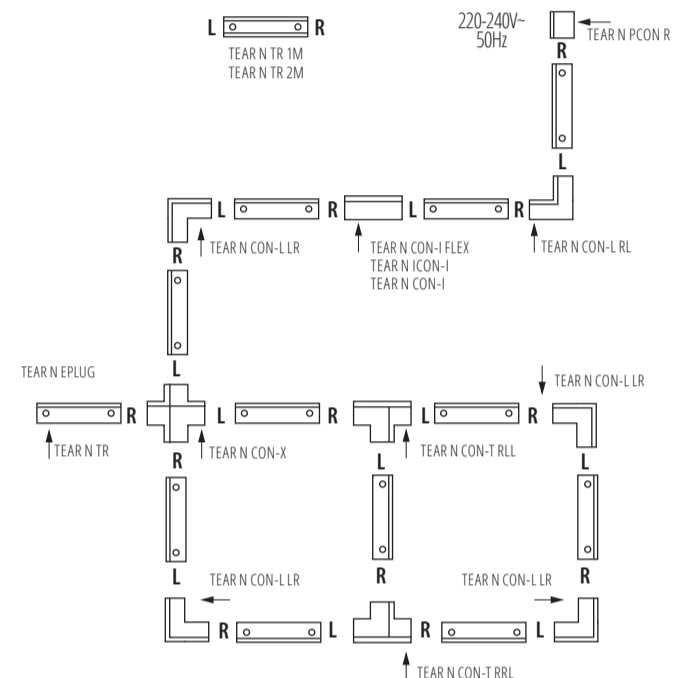 L R
TEAR N TR 1M
TEAR N TR 2M
220-240V~
50Hz
TEAR N PCON R
R
L
L R L R
TEAR N CON-L LR
TEAR N CON-I FLEX
TEAR N ICON-I
TEAR N CON-I
TEAR N CON-L RL
R
L
TEAR N EPLUG
TEAR N CON-L LR
R L R L R
TEAR N TR
TEAR N CON-X
TEAR N CON-T RLL
R L L
L R R
TEAR N CON-L LR
TEAR N CON-L LR
R L R L
TEAR N CON-T RRL